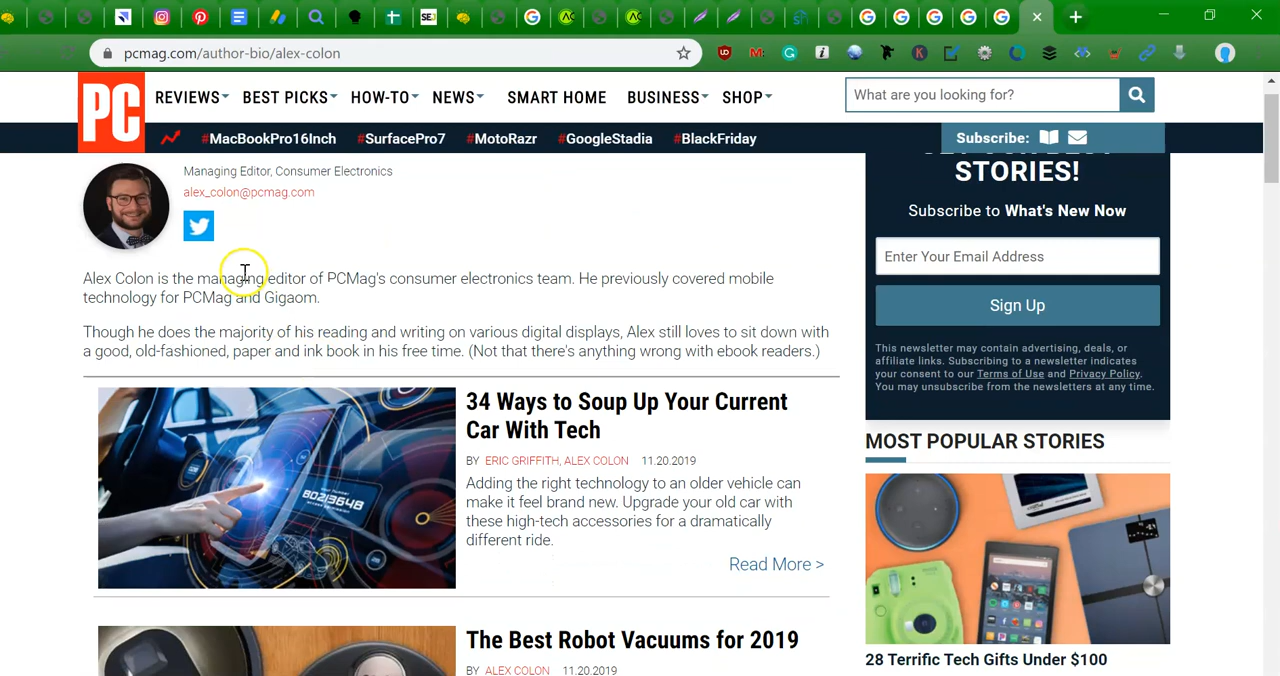 pcmag.com/author-bio/alex-colon
PC
REVIEWS BEST PICKS HOW-TO NEWS SMART HOME BUSINESS SHOP
What are you looking for?
#MacBookPro16Inch #SurfacePro7 #MotoRazr #GoogleStadia #BlackFriday
Subscribe:
Managing Editor, Consumer Electronics
alex_colon@pcmag.com
Alex Colon is the managing editor of PCMag's consumer electronics team. He previously covered mobile
technology for PCMag and Gigaom.
Though he does the majority of his reading and writing on various digital displays, Alex still loves to sit down with
a good, old-fashioned, paper and ink book in his free time. (Not that there's anything wrong with ebook readers.)
34 Ways to Soup Up Your Current
Car With Tech
BY ERIC GRIFFITH, ALEX COLON 11.20.2019
Adding the right technology to an older vehicle can
make it feel brand new. Upgrade your old car with
these high-tech accessories for a dramatically
different ride.
Read More >
The Best Robot Vacuums for 2019
BY ALEX COLON 11.20.2019
STORIES!
Subscribe to What's New Now
Enter Your Email Address
Sign Up
This newsletter may contain advertising, deals, or
affiliate links. Subscribing to a newsletter indicates
your consent to our Terms of Use and Privacy Policy.
You may unsubscribe from the newsletters at any time.
MOST POPULAR STORIES
28 Terrific Tech Gifts Under $100